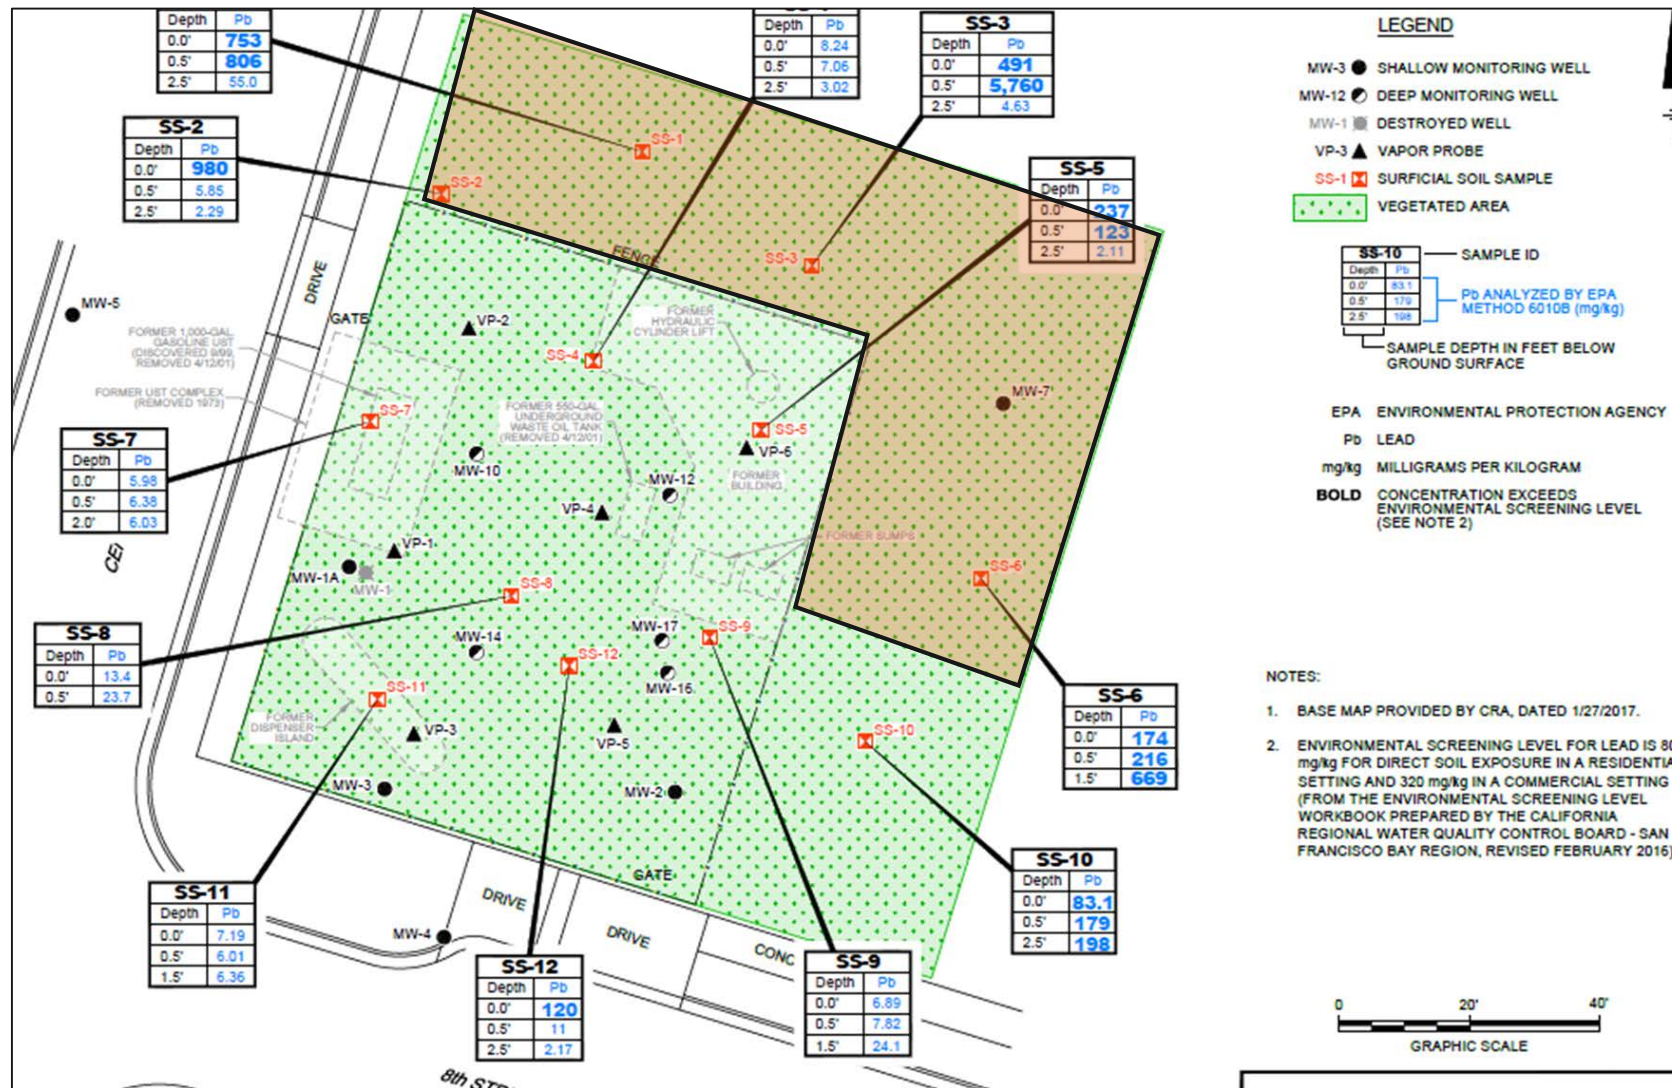 Depth Pb
0.0' 753
0.5' 806
2.5' 55.0
Depth Pb
0.0' 8.24
0.5' 7.06
2.5' 3.02
SS-3
Depth Pb
0.0' 491
0.5' 5,760
2.5' 4.63
SS-2
Depth Pb
0.0' 980
0.5' 5.85
2.5' 2.29
SS-5
Depth Pb
0.0' 237
0.5' 123
2.5' 2.11
SS-1
SS-2
SS-3
FENCE
DRIVE
GATE
MW-5
VP-2
FORMER 1,000-GAL.
GASOLINE UST
(DISCOVERED 9/99,
REMOVED 4/12/01)
FORMER UST COMPLEX
(REMOVED 1973)
FORMER
HYDRAULIC
CYLINDER LIFT
SS-4
SS-7
FORMER 550-GAL.
UNDERGROUND
WASTE OIL TANK
(REMOVED 4/12/01)
SS-5
VP-6
FORMER
BUILDING
MW-7
MW-10
MW-12
VP-4
FORMER SUMPS
SS-7
Depth Pb
0.0' 5.98
0.5' 6.38
2.0' 6.03
VP-1
MW-1A
MW-1
SS-8
SS-6
MW-14
MW-17
SS-9
SS-12
MW-16
SS-8
Depth Pb
0.0' 13.4
0.5' 23.7
SS-11
FORMER
DISPENSER
ISLAND
VP-3
VP-5
SS-10
MW-3
MW-2
SS-6
Depth Pb
0.0' 174
0.5' 216
1.5' 669
GATE
SS-11
Depth Pb
0.0' 7.19
0.5' 6.01
1.5' 6.36
MW-4
DRIVE
DRIVE
SS-12
Depth Pb
0.0' 120
0.5' 11
2.5' 2.17
SS-9
Depth Pb
0.0' 6.89
0.5' 7.82
1.5' 24.1
SS-10
Depth Pb
0.0' 83.1
0.5' 179
2.5' 198
8th
LEGEND
MW-3 SHALLOW MONITORING WELL
MW-12 DEEP MONITORING WELL
MW-1 DESTROYED WELL
VP-3 VAPOR PROBE
SS-1 SURFICIAL SOIL SAMPLE
VEGETATED AREA
SS-10 SAMPLE ID
Depth Pb
0.0' 83.1
0.5' 179
2.5' 198
Pb ANALYZED BY EPA
METHOD 6010B (mg/kg)
SAMPLE DEPTH IN FEET BELOW
GROUND SURFACE
EPA ENVIRONMENTAL PROTECTION AGENCY
Pb LEAD
mg/kg MILLIGRAMS PER KILOGRAM
BOLD CONCENTRATION EXCEEDS
ENVIRONMENTAL SCREENING LEVEL
(SEE NOTE 2)
NOTES:
1. BASE MAP PROVIDED BY CRA, DATED 1/27/2017.
2. ENVIRONMENTAL SCREENING LEVEL FOR LEAD IS 80
mg/kg FOR DIRECT SOIL EXPOSURE IN A RESIDENTIA
SETTING AND 320 mg/kg IN A COMMERCIAL SETTING
(FROM THE ENVIRONMENTAL SCREENING LEVEL
WORKBOOK PREPARED BY THE CALIFORNIA
REGIONAL WATER QUALITY CONTROL BOARD - SAN
FRANCISCO BAY REGION, REVISED FEBRUARY 2016)
0 20' 40'
GRAPHIC SCALE